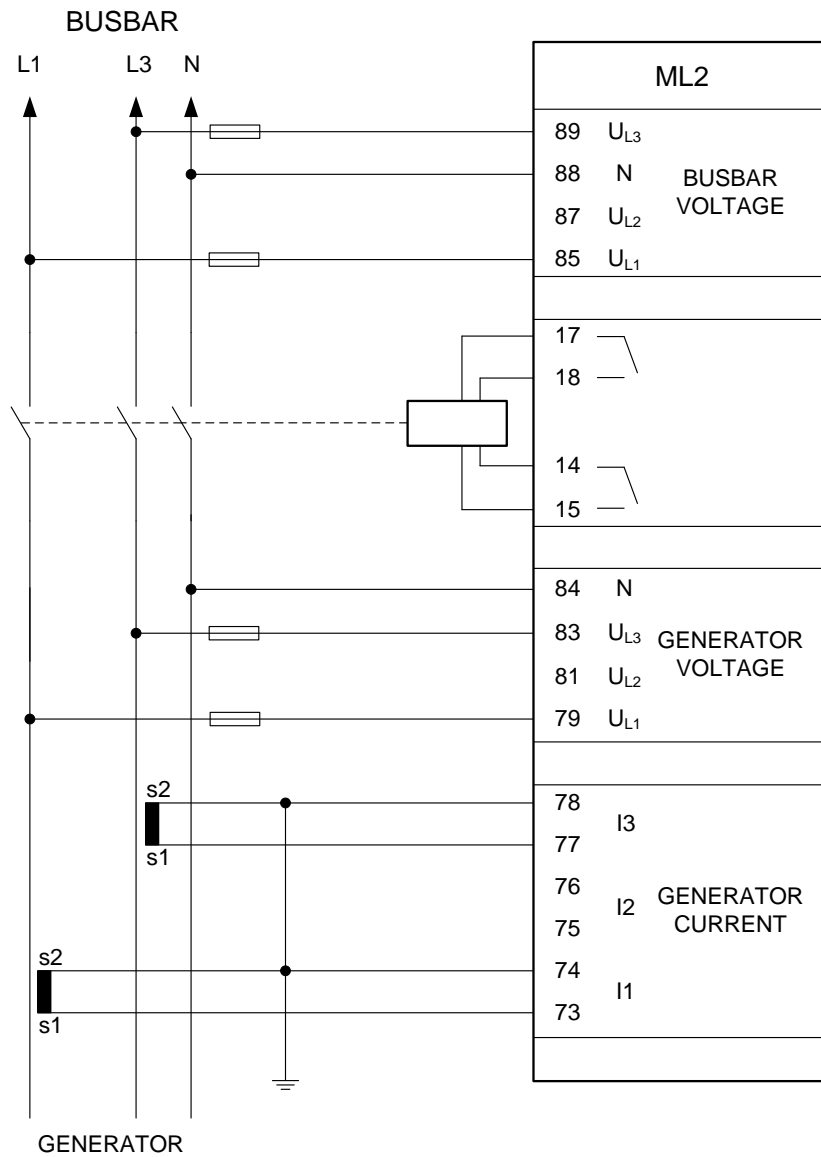 BUSBAR
L1 L3 N
ML2
89 UL3
88 N
87 UL2
85 UL1
BUSBAR
VOLTAGE
17
18
14
15
84 N
83 UL3
81 UL2
79 UL1
GENERATOR
VOLTAGE
s2
s1
s2
s1
78
77
I3
76
75
I2
74
73
I1
GENERATOR
CURRENT
GENERATOR